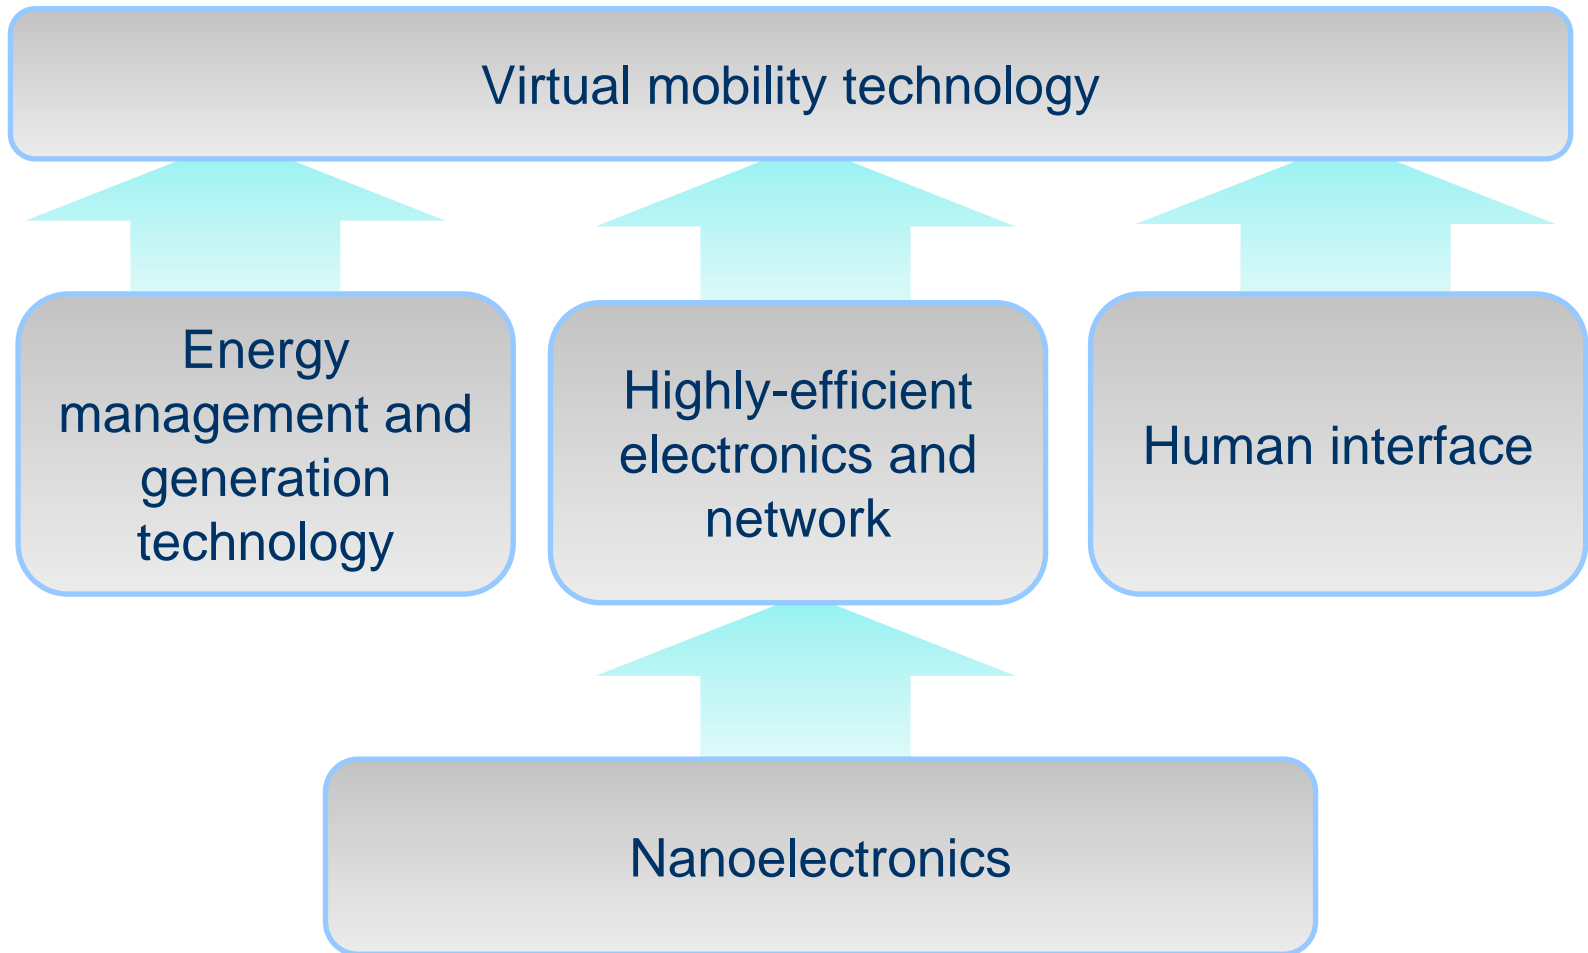 Virtual mobility technology
Energy
management and
generation
technology
Highly-efficient
electronics and
network
Human interface
Nanoelectronics